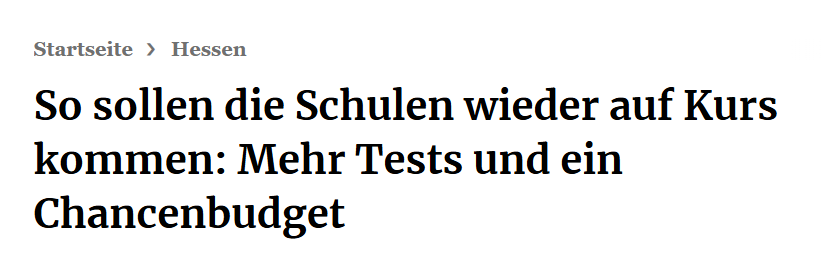 Startseite › Hessen
So sollen die Schulen wieder auf Kurs
kommen: Mehr Tests und ein
Chancenbudget